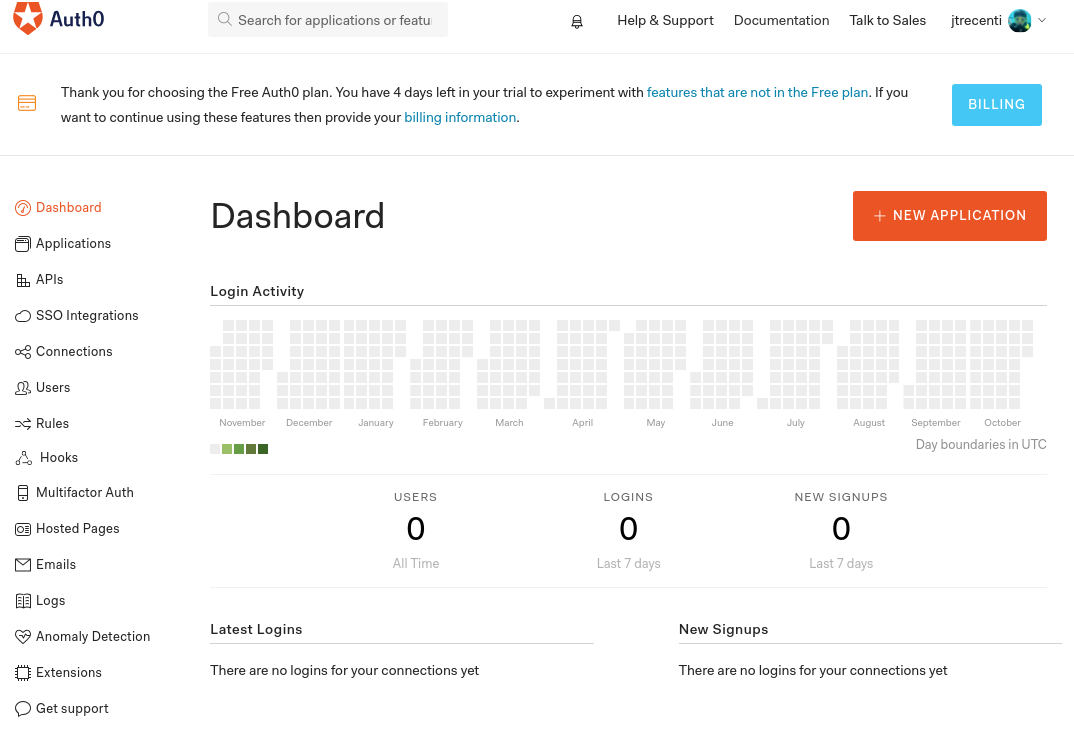 Auth0
Search for applications or featu
Help & Support
Documentation
Talk to Sales
jtrecenti
Thank you for choosing the Free Auth0 plan. You have 4 days left in your trial to experiment with features that are not in the Free plan. If you
want to continue using these features then provide your billing information.
BILLING
Dashboard
Applications
APIs
SSO Integrations
Connections
Users
Rules
Hooks
Multifactor Auth
Hosted Pages
Emails
Logs
Anomaly Detection
Extensions
Get support
Dashboard
+ NEW APPLICATION
Login Activity
November December January February March April May June July August September October
Day boundaries in UTC
USERS
0
All Time
LOGINS
0
Last 7 days
NEW SIGNUPS
0
Last 7 days
Latest Logins
There are no logins for your connections yet
New Signups
There are no logins for your connections yet